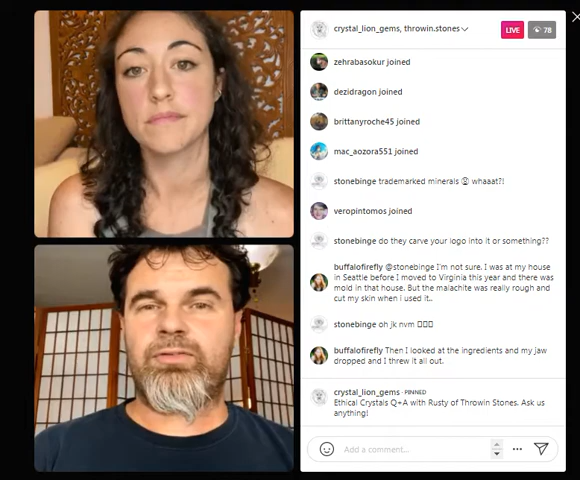 crystal_lion_gems, throwin.stones
LIVE
78
zehrabasokur joined
dezidragon joined
brittanyroche45 joined
mac_aozora551 joined
stonebinge trademarked minerals whaaat?!
veropintomos joined
stonebinge do they carve your logo into it or something??
buffalofirefly @stonebinge I'm not sure. I was at my house
in Seattle before I moved to Virginia this year and there was
mold in that house. But the malachite was really rough and
cut my skin when i used it..
stonebinge oh jk nvm
buffalofirefly Then I looked at the ingredients and my jaw
dropped and I threw it all out.
crystal_lion_gems · PINNED
Ethical Crystals Q+A with Rusty of Throwin Stones. Ask us
anything!
Add a comment...